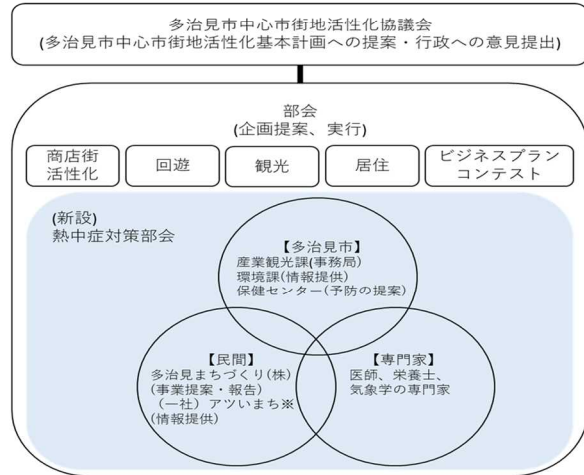 多治見市中心市街地活性化協議会
(多治見市中心市街地活性化基本計画への提案・行政への意見提出)
部会
(企画提案、実行)
商店街
活性化
回遊
観光
居住
ビジネスプラン
コンテスト
(新設)
熱中症対策部会
【多治見市】
産業観光課(事務局)
環境課(情報提供)
保健センター(予防の提案)
【民間】
多治見まちづくり(株)
(事業提案・報告)
(一社)アツいまち※
(情報提供)
【専門家】
医師、栄養士、
気象学の専門家